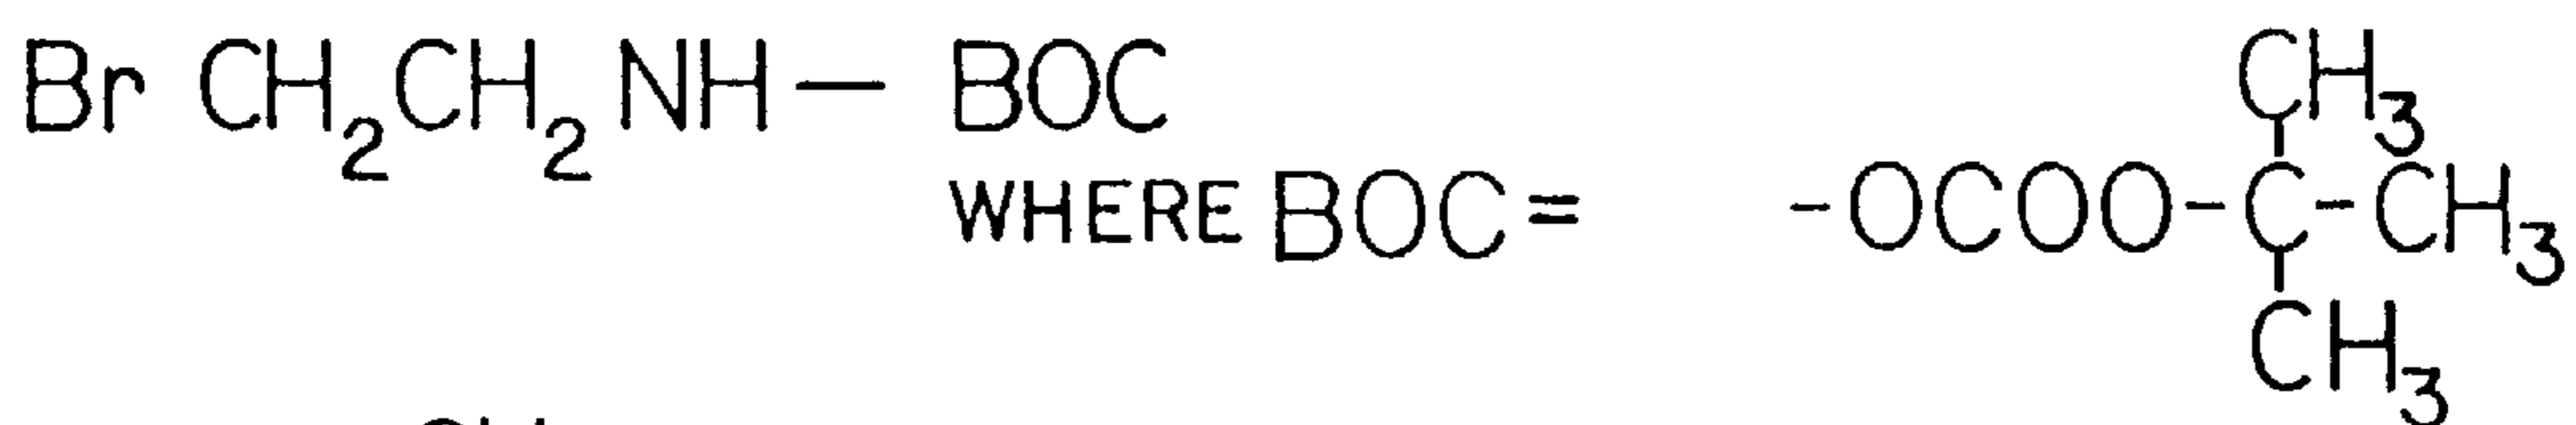 Br CH₂CH₂NH— BOC
CH₃
WHERE BOC= -OCOO-C-CH₃
CH₃